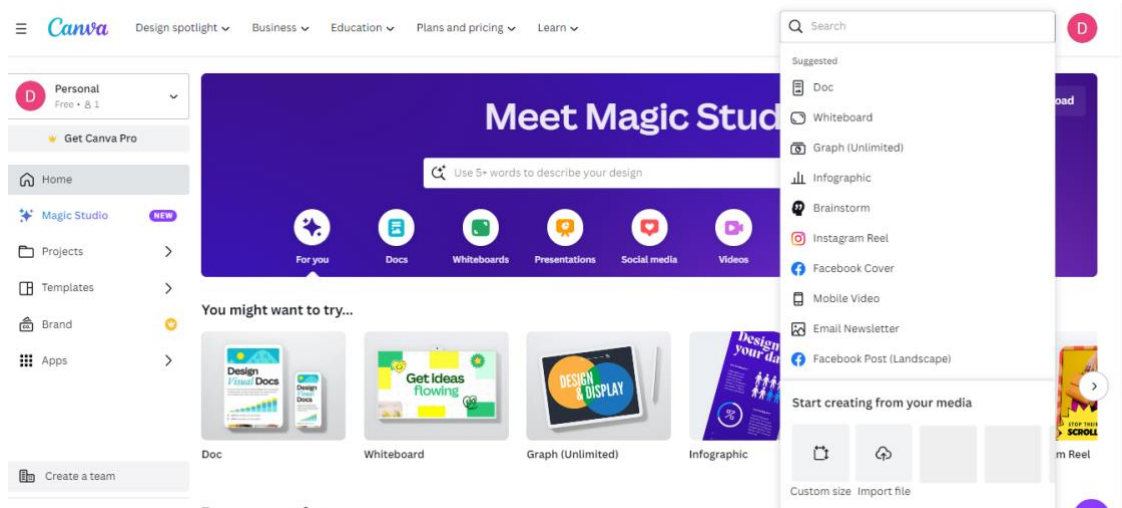 Canva
Design spotlight
Business
Education
Plans and pricing
Learn
Search
D
D
Personal
Free • 1
Get Canva Pro
Home
Magic Studio NEW
Projects
Templates
Brand
Apps
Create a team
Meet Magic Stud
oad
Use 5+ words to describe your design
For you
Docs
Whiteboards
Presentations
Social media
Videos
You might want to try...
Design
Visual Docs
Design
Visual
Docs
Get ideas
flowing
DESIGN
& DISPLAY
Design
your da
%
STOP THEIR
SCROLL
Doc
Whiteboard
Graph (Unlimited)
Infographic
m Reel
Suggested
Doc
Whiteboard
Graph (Unlimited)
Infographic
Brainstorm
Instagram Reel
Facebook Cover
Mobile Video
Email Newsletter
Facebook Post (Landscape)
Start creating from your media
Custom size
Import file